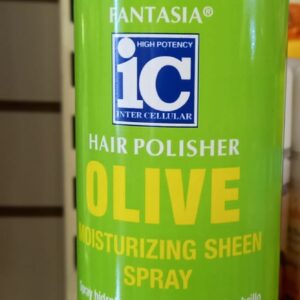 FANTASIA®
HIGH POTENCY
iC
INTER CELLULAR
HAIR POLISHER
OLIVE
MOISTURIZING SHEEN
SPRAY